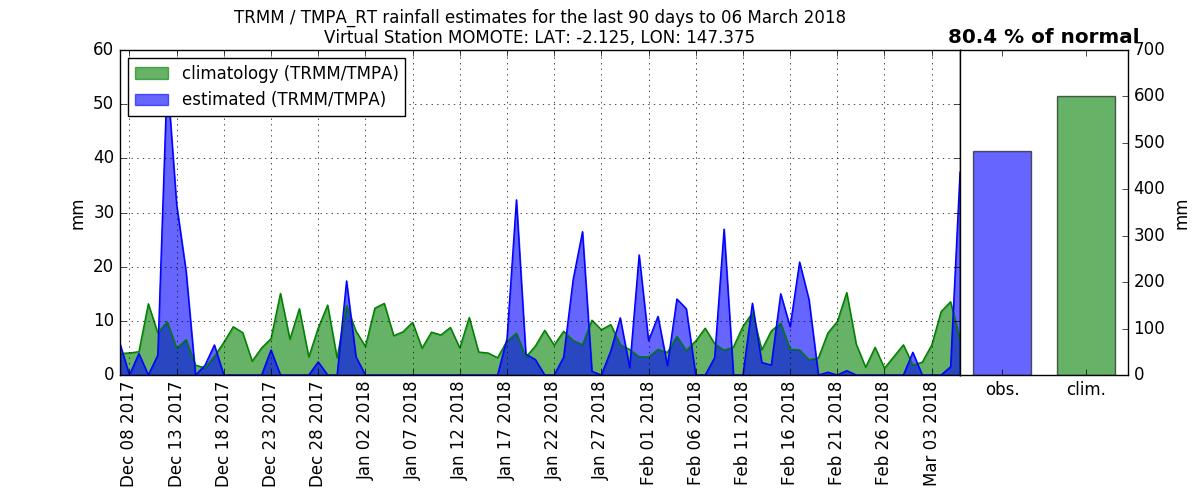 TRMM / TMPA_RT rainfall estimates for the last 90 days to 06 March 2018
Virtual Station MOMOTE: LAT: -2.125, LON: 147.375
80.4 % of normal
climatology (TRMM/TMPA)
estimated (TRMM/TMPA)
60
50
40
30
20
10
0
mm
Dec 08 2017
Dec 13 2017
Dec 18 2017
Dec 23 2017
Dec 28 2017
Jan 02 2018
Jan 07 2018
Jan 12 2018
Jan 17 2018
Jan 22 2018
Jan 27 2018
Feb 01 2018
Feb 06 2018
Feb 11 2018
Feb 16 2018
Feb 21 2018
Feb 26 2018
Mar 03 2018
obs.
clim.
700
600
500
400
300
200
100
0
mm